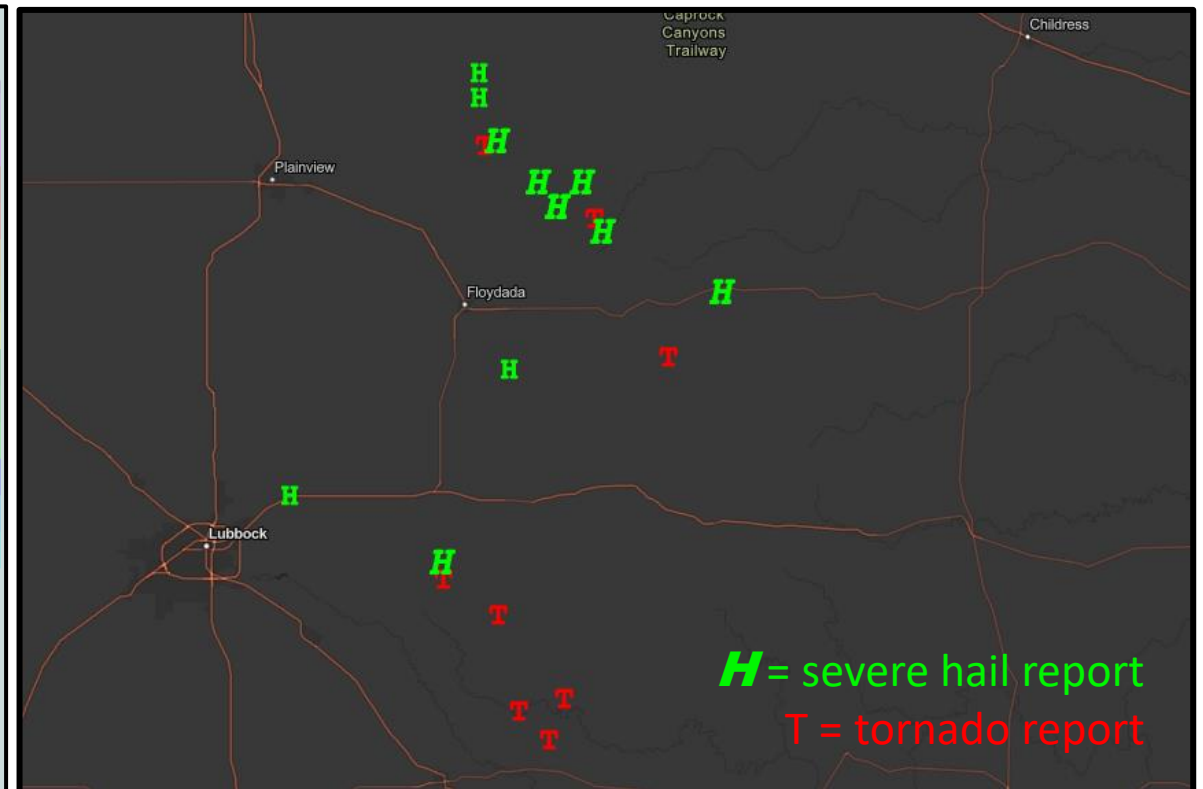 Caprock
Canyons
Trailway
Childress
H
H
T H
Plainview
H H
H T
H
Floydada
H
T
H
H
Lubbock
H
T
T
T
T
T
H = severe hail report
T = tornado report